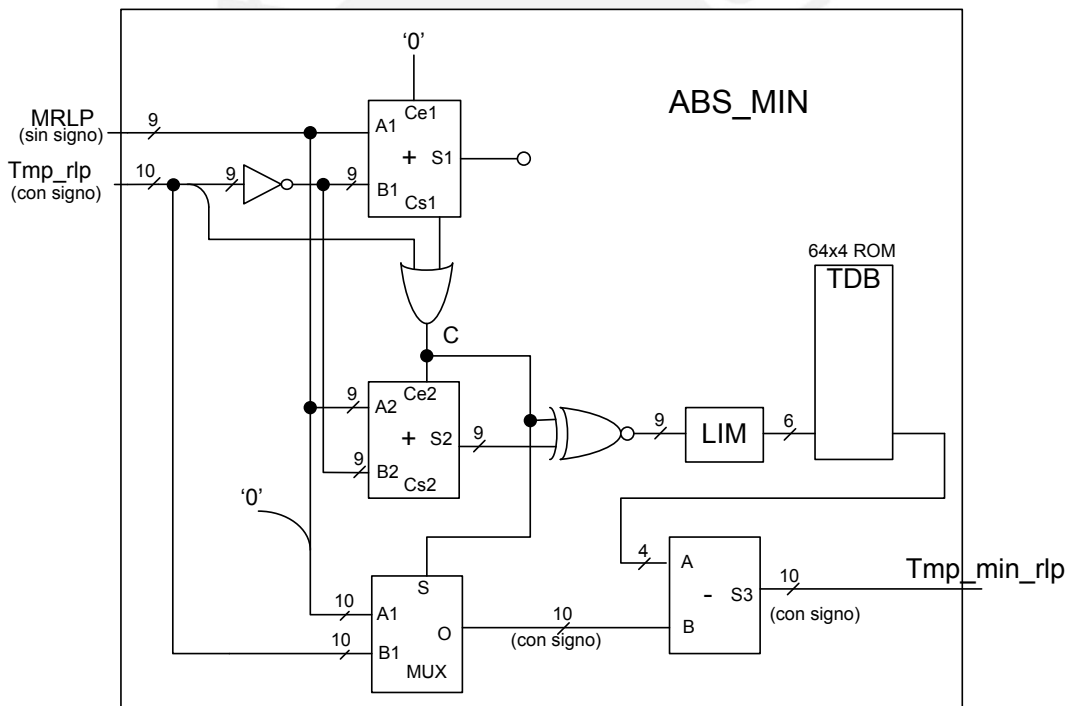 '0'
ABS_MIN
MRLP
(sin signo)
9
Ce1
A1
+
S1
Tmp_rlp
(con signo)
10
9
9
B1
Cs1
64x4 ROM
TDB
C
9
Ce2
A2
+
S2
9
9
LIM
6
9
B2
Cs2
'0'
4
A
-
S3
10
(con signo)
Tmp_min_rlp
S
10
A1
O
10
(con signo)
B
10
B1
MUX